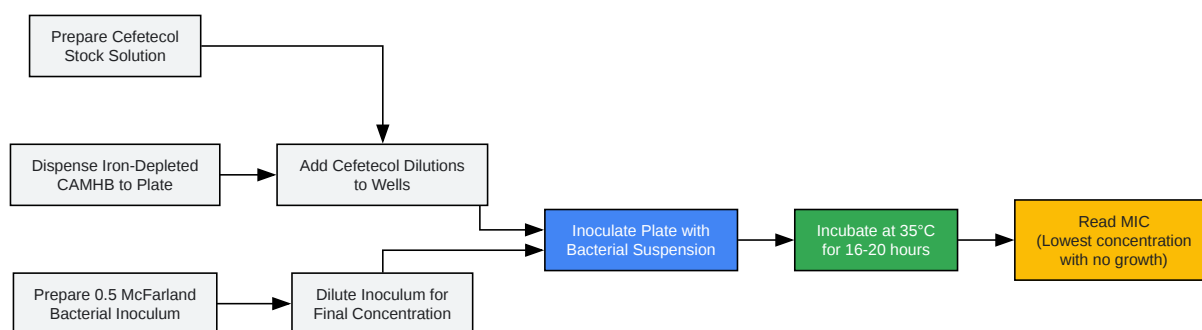 Prepare Cefetecol
Stock Solution
Dispense Iron-Depleted
CAMHB to Plate
Add Cefetecol Dilutions
to Wells
Prepare 0.5 McFarland
Bacterial Inoculum
Dilute Inoculum for
Final Concentration
Inoculate Plate with
Bacterial Suspension
Incubate at 35°C
for 16-20 hours
Read MIC
(Lowest concentration
with no growth)